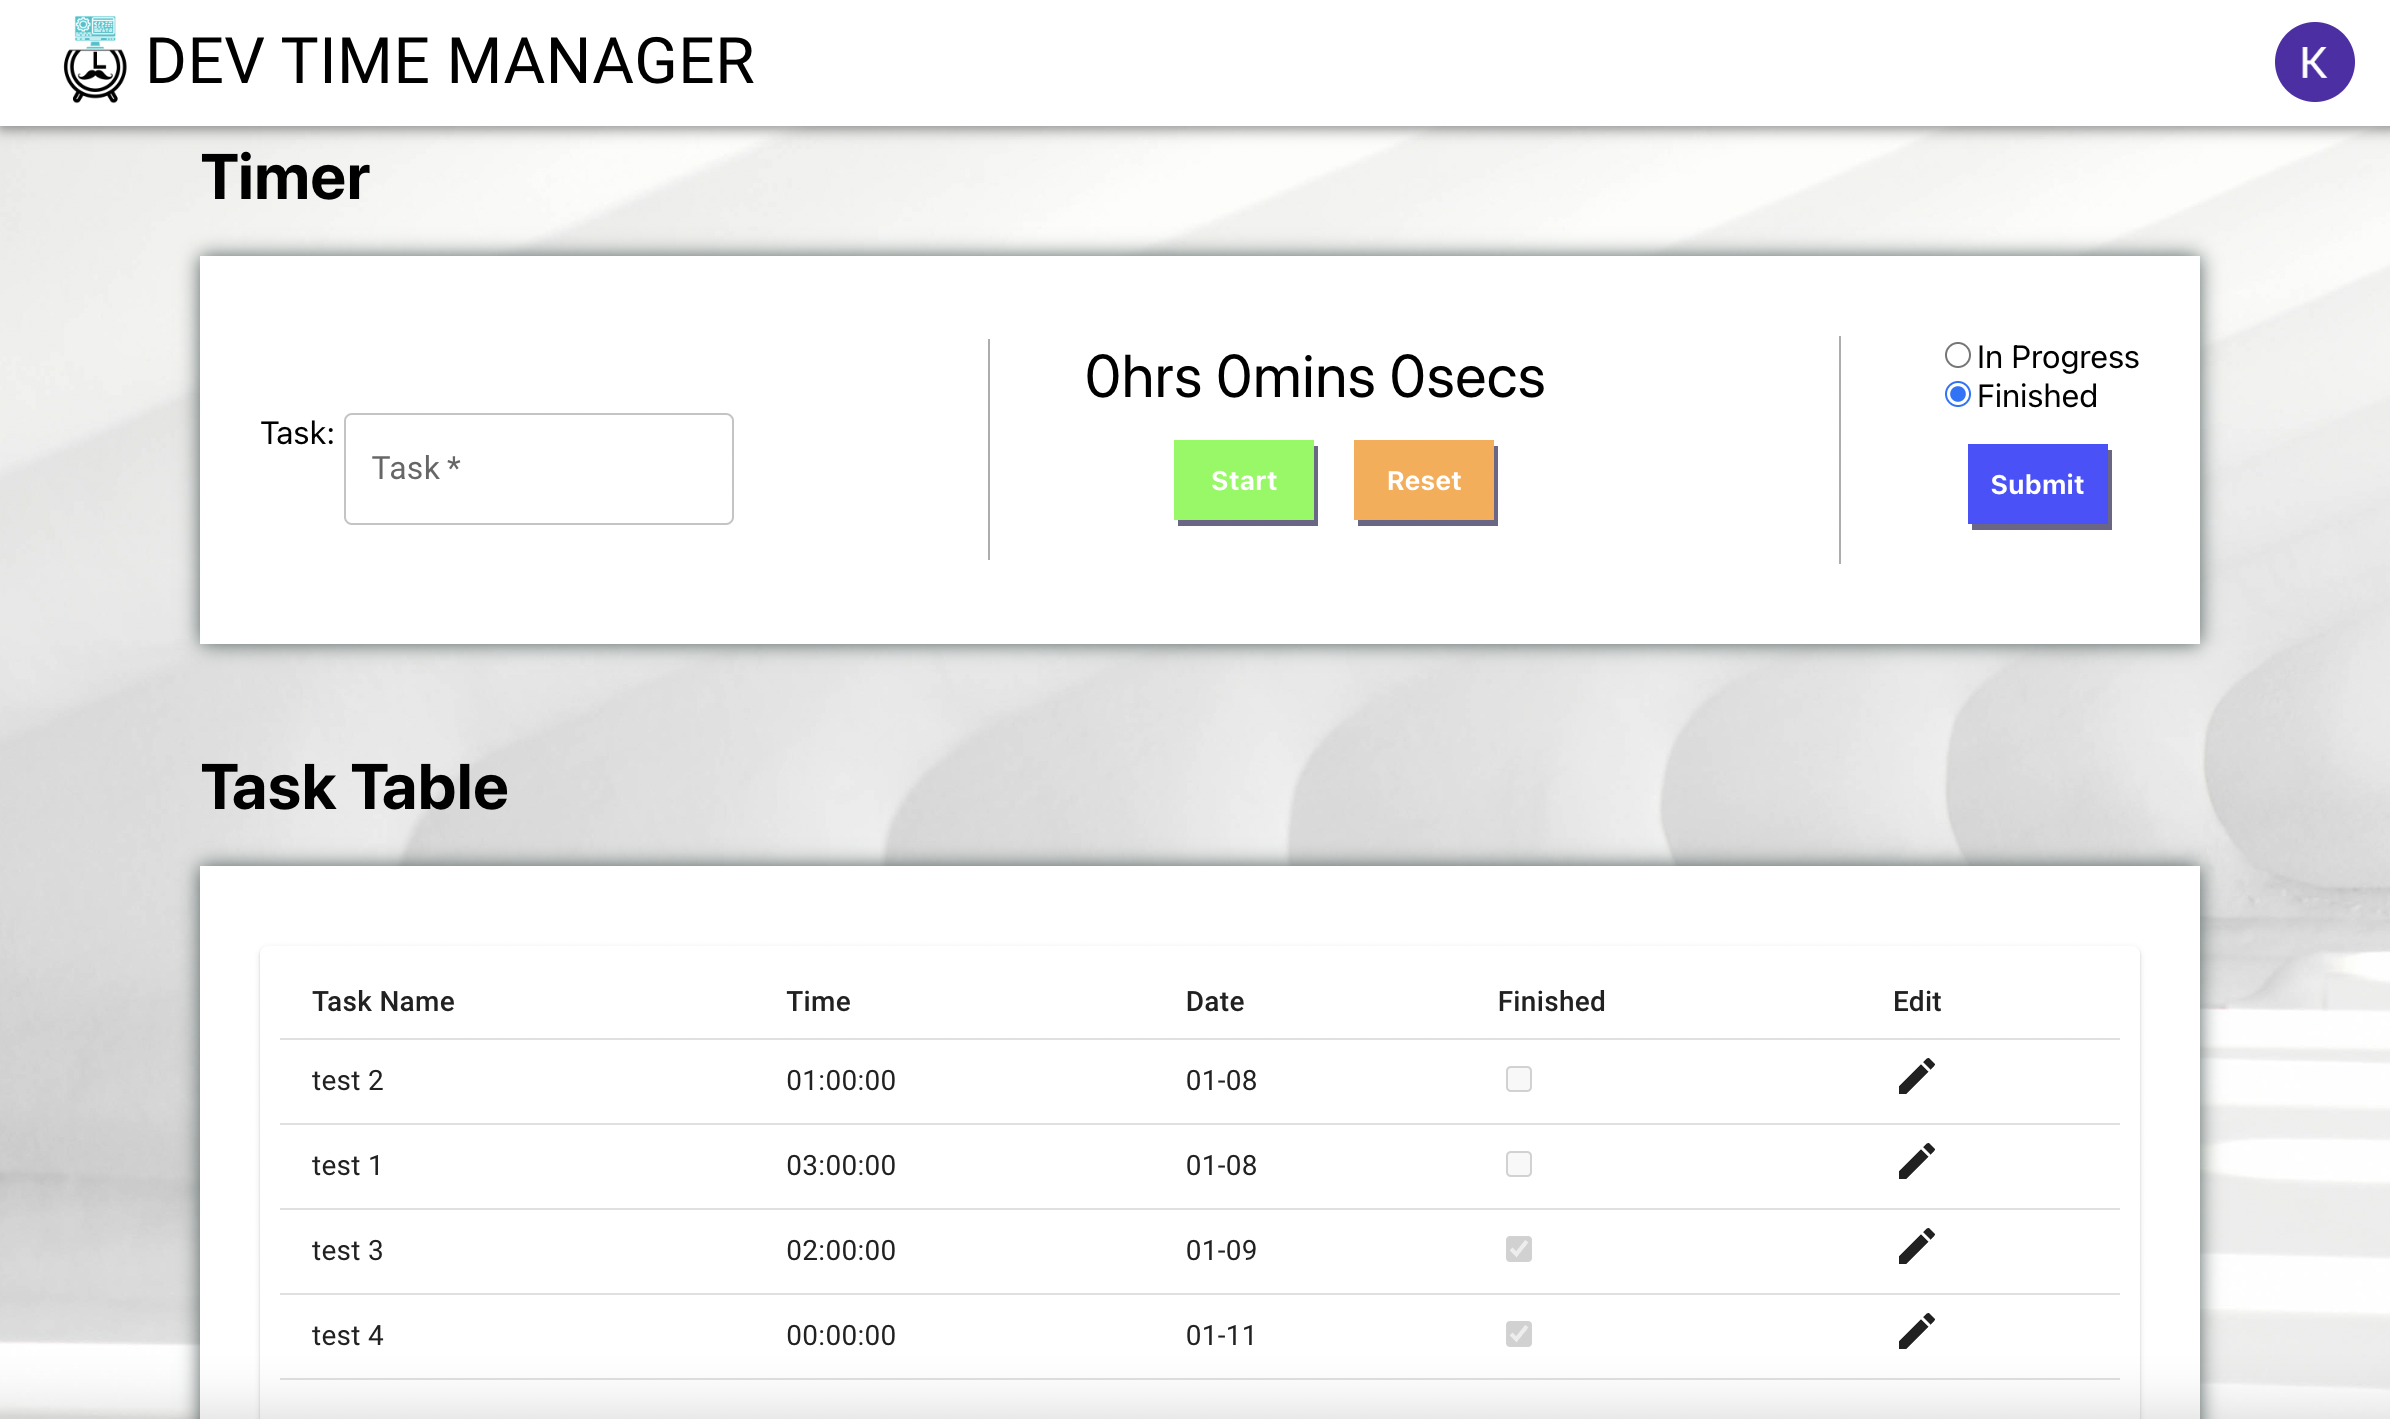 DEV TIME MANAGER
K
Timer
Task:
Task *
0hrs 0mins 0secs
Start
Reset
In Progress
Finished
Submit
Task Table
Task Name Time Date Finished Edit
test 2 01:00:00 01-08
test 1 03:00:00 01-08
test 3 02:00:00 01-09
test 4 00:00:00 01-11